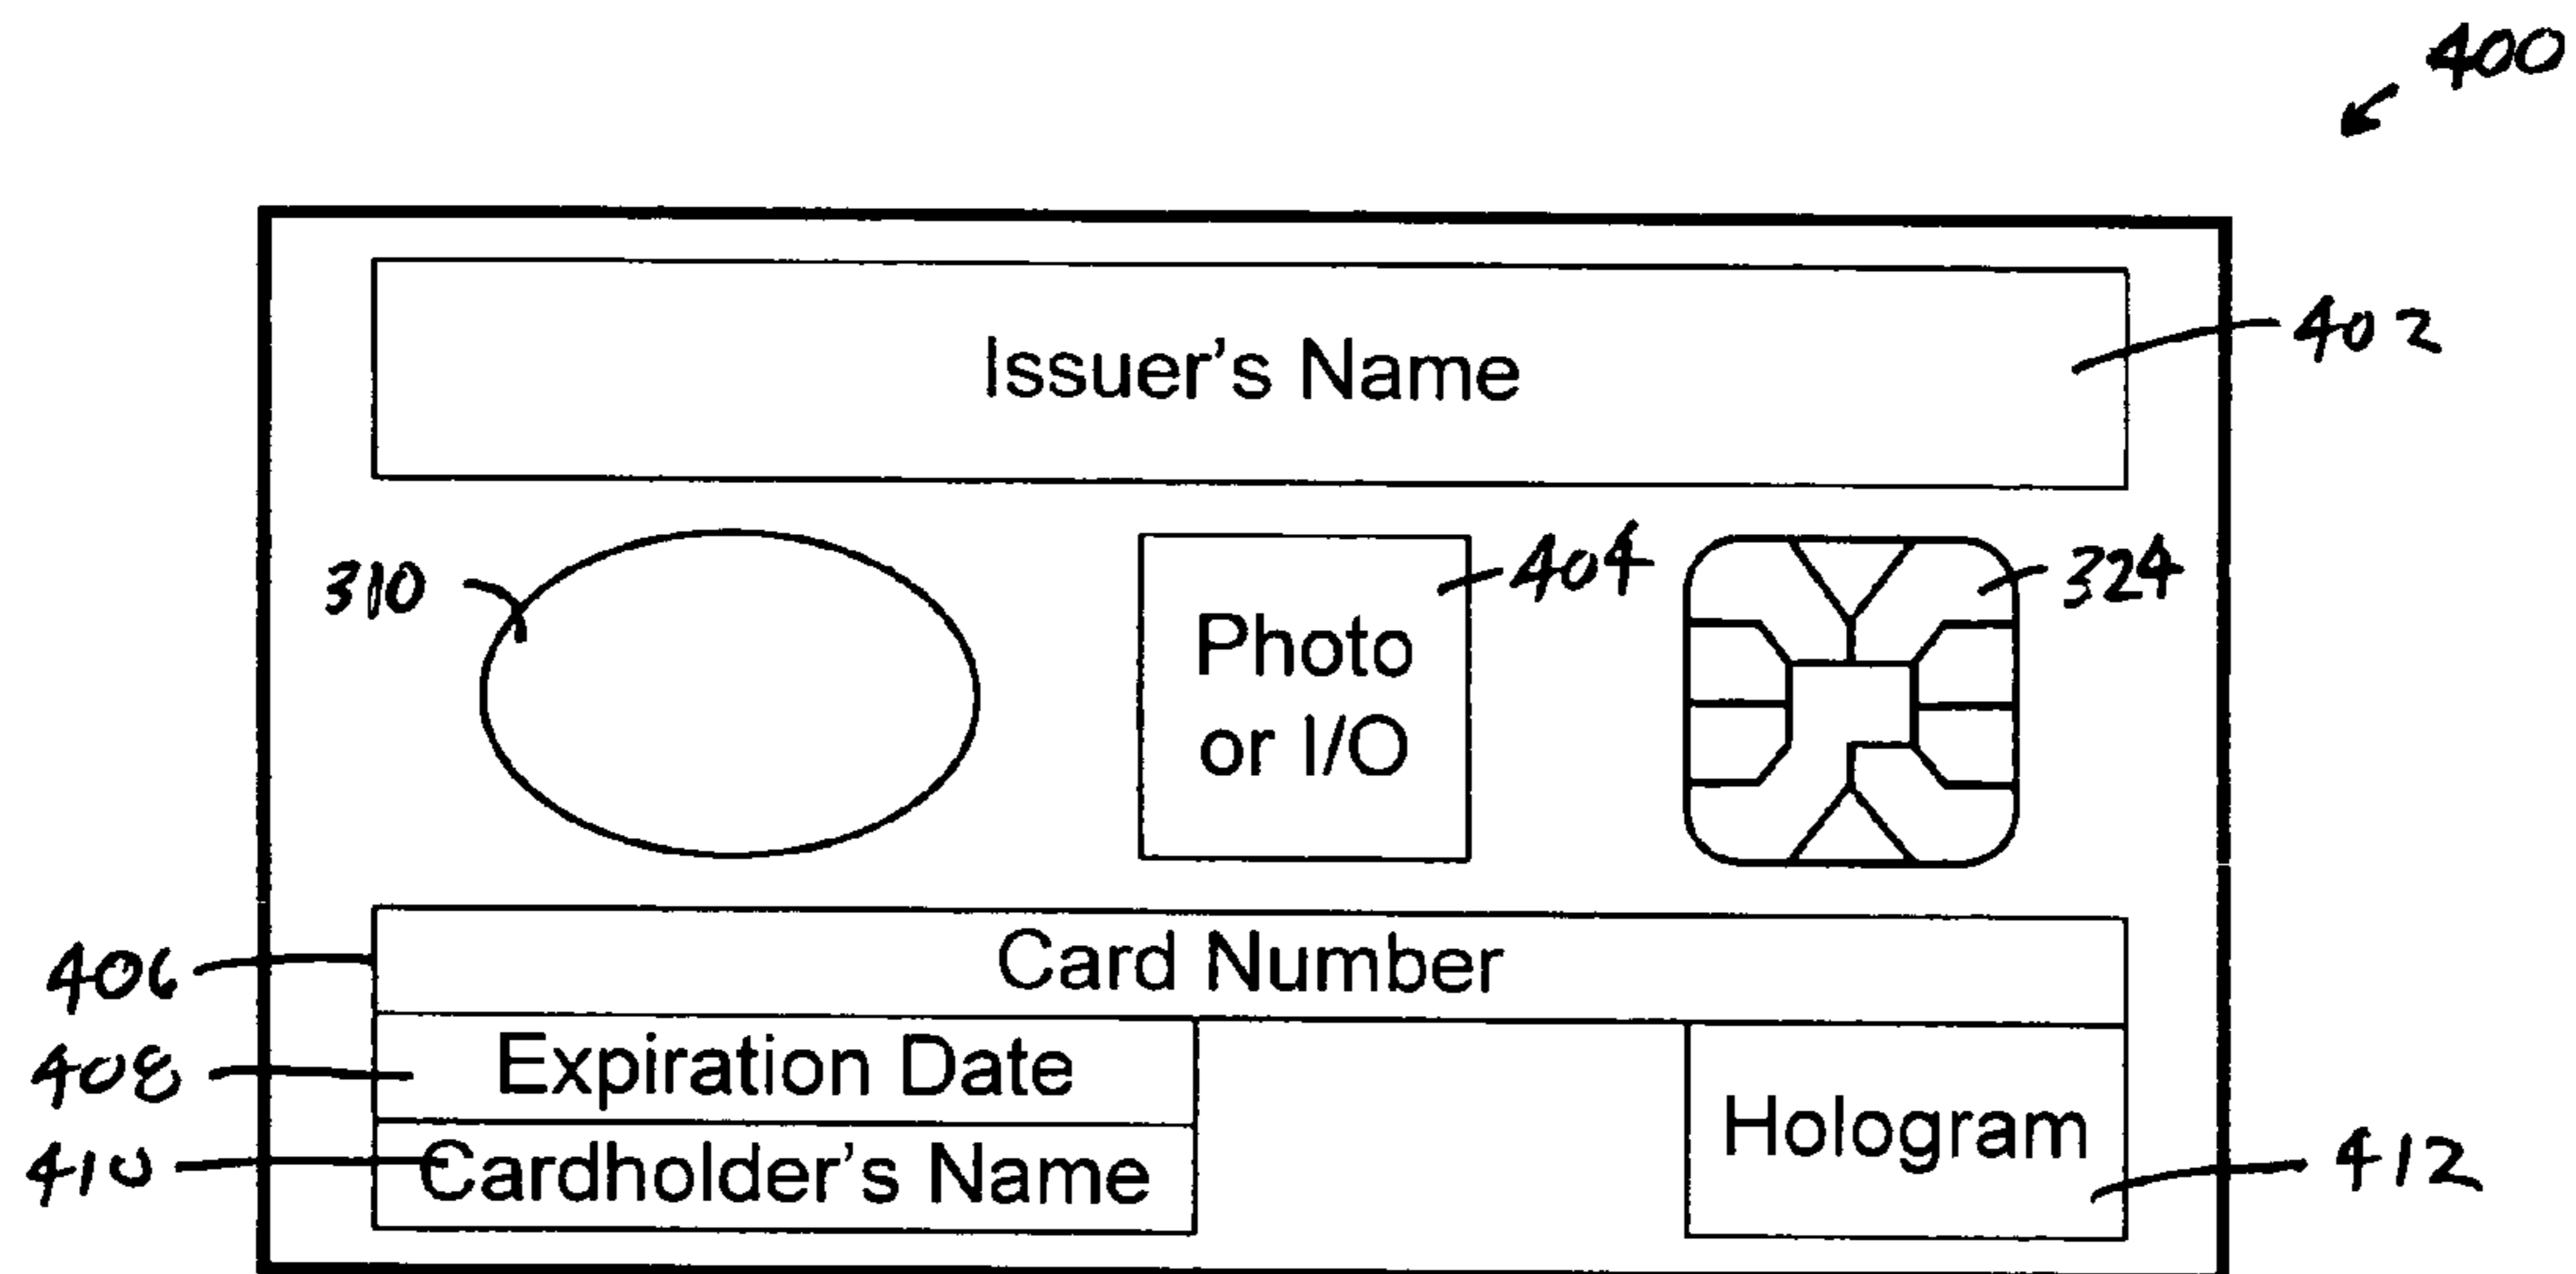 400
Issuer's Name
402
310
Photo
or I/O
404
324
406
Card Number
408
Expiration Date
410
Cardholder's Name
Hologram
412